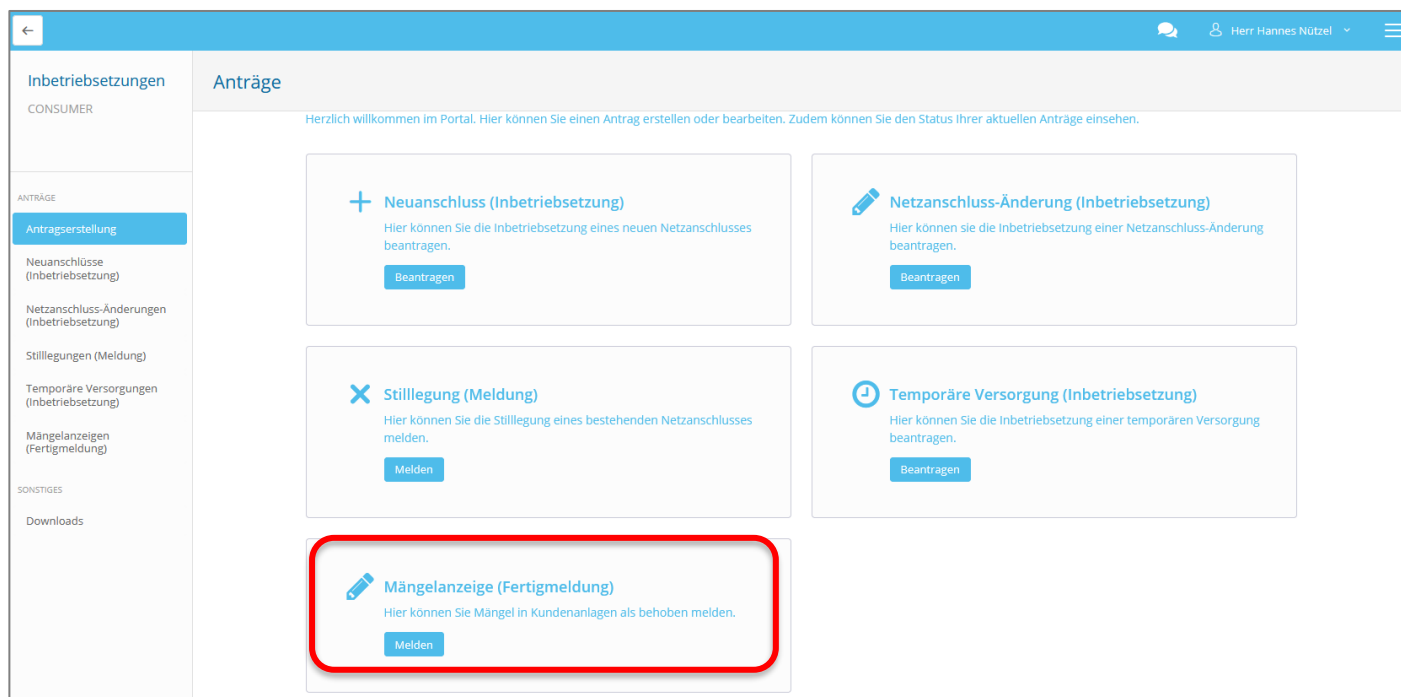 Herr Hannes Nützel
Inbetriebsetzungen
CONSUMER
ANTRÄGE
Antragserstellung
Neuanschlüsse
(Inbetriebsetzung)
Netzanschluss-Änderungen
(Inbetriebsetzung)
Stilllegungen (Meldung)
Temporäre Versorgungen
(Inbetriebsetzung)
Mängelanzeigen
(Fertigmeldung)
SONSTIGES
Downloads
Anträge
Herzlich willkommen im Portal. Hier können Sie einen Antrag erstellen oder bearbeiten. Zudem können Sie den Status Ihrer aktuellen Anträge einsehen.
Neuanschluss (Inbetriebsetzung)
Hier können Sie die Inbetriebsetzung eines neuen Netzanschlusses
beantragen.
Beantragen
Netzanschluss-Änderung (Inbetriebsetzung)
Hier können sie die Inbetriebsetzung einer Netzanschluss-Änderung
beantragen.
Beantragen
Stilllegung (Meldung)
Hier können Sie die Stilllegung eines bestehenden Netzanschlusses
melden.
Melden
Temporäre Versorgung (Inbetriebsetzung)
Hier können Sie die Inbetriebsetzung einer temporären Versorgung
beantragen.
Beantragen
Mängelanzeige (Fertigmeldung)
Hier können Sie Mängel in Kundenanlagen als behoben melden.
Melden